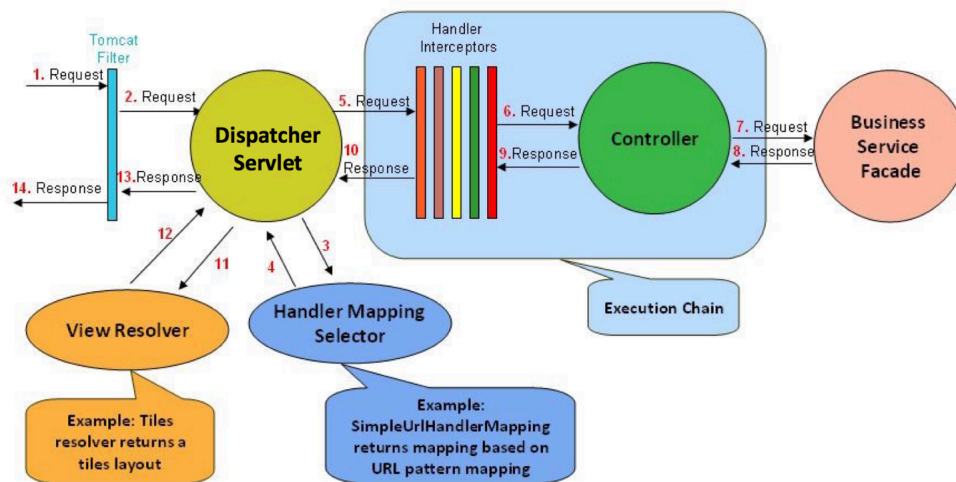 Tomcat
Filter
1. Request
2. Request
Dispatcher
Servlet
13.Response
14. Response
Handler
Interceptors
5. Request
10
Response
6. Request
9.Response
Controller
7. Request
8. Response
Business
Service
Facade
12
11
4
3
View Resolver
Handler Mapping
Selector
Execution Chain
Example: Tiles
resolver returns a
tiles layout
Example:
SimpleUrlHandlerMapping
returns mapping based on
URL pattern mapping